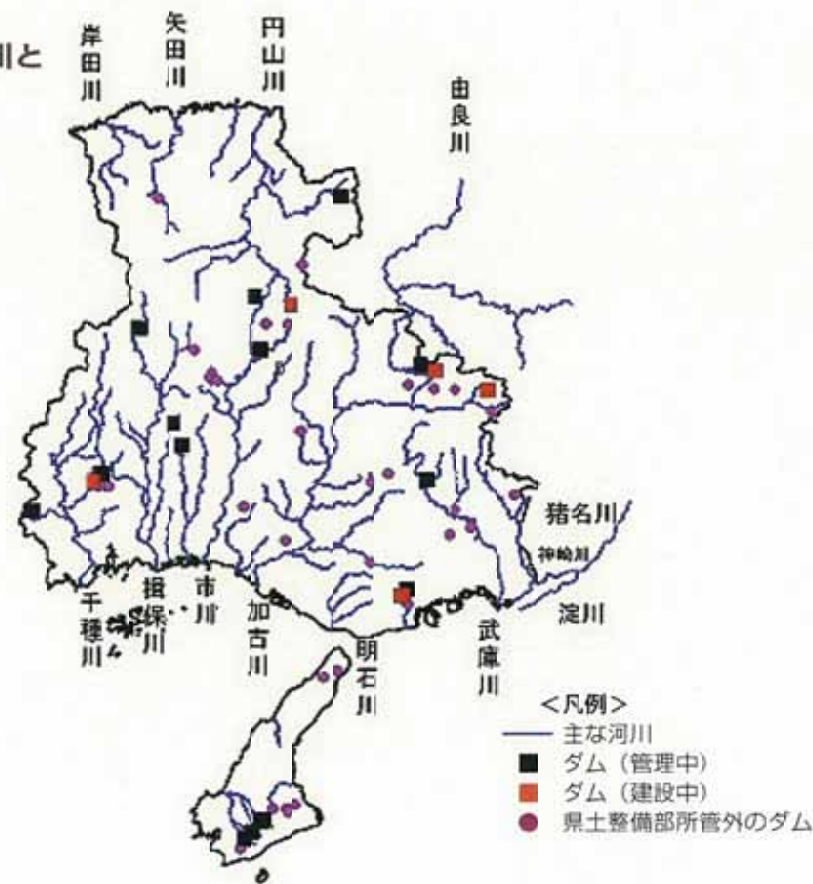 川と
岸田川
矢田川
円山川
由良川
猪名川
神崎川
淀川
千種川
揖保川
市川
加古川
明石川
武庫川
<凡例>
主な河川
ダム（管理中）
ダム（建設中）
県土整備部所管外のダム